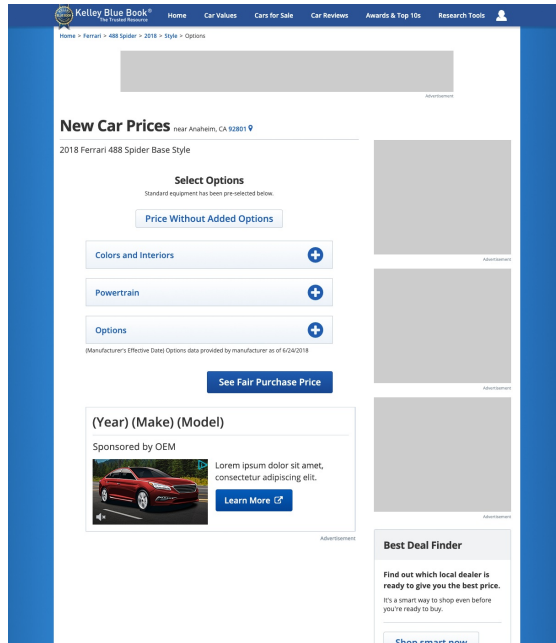 Kelley Blue Book®
The Trusted Resource
Home
Car Values
Cars for Sale
Car Reviews
Awards & Top 10s
Research Tools
Home > Ferrari > 488 Spider > 2018 > Style > Options
Advertisement
New Car Prices near Anaheim, CA 92801
2018 Ferrari 488 Spider Base Style
Select Options
Standard equipment has been pre-selected below.
Price Without Added Options
Colors and Interiors
Powertrain
Options
(Manufacturer's Effective Date) Options data provided by manufacturer as of 6/24/2018
See Fair Purchase Price
(Year) (Make) (Model)
Sponsored by OEM
Lorem ipsum dolor sit amet,
consectetur adipiscing elit.
Learn More
Advertisement
Advertisement
Advertisement
Advertisement
Best Deal Finder
Find out which local dealer is
ready to give you the best price.
It's a smart way to shop even before
you're ready to buy.
Shop smart now